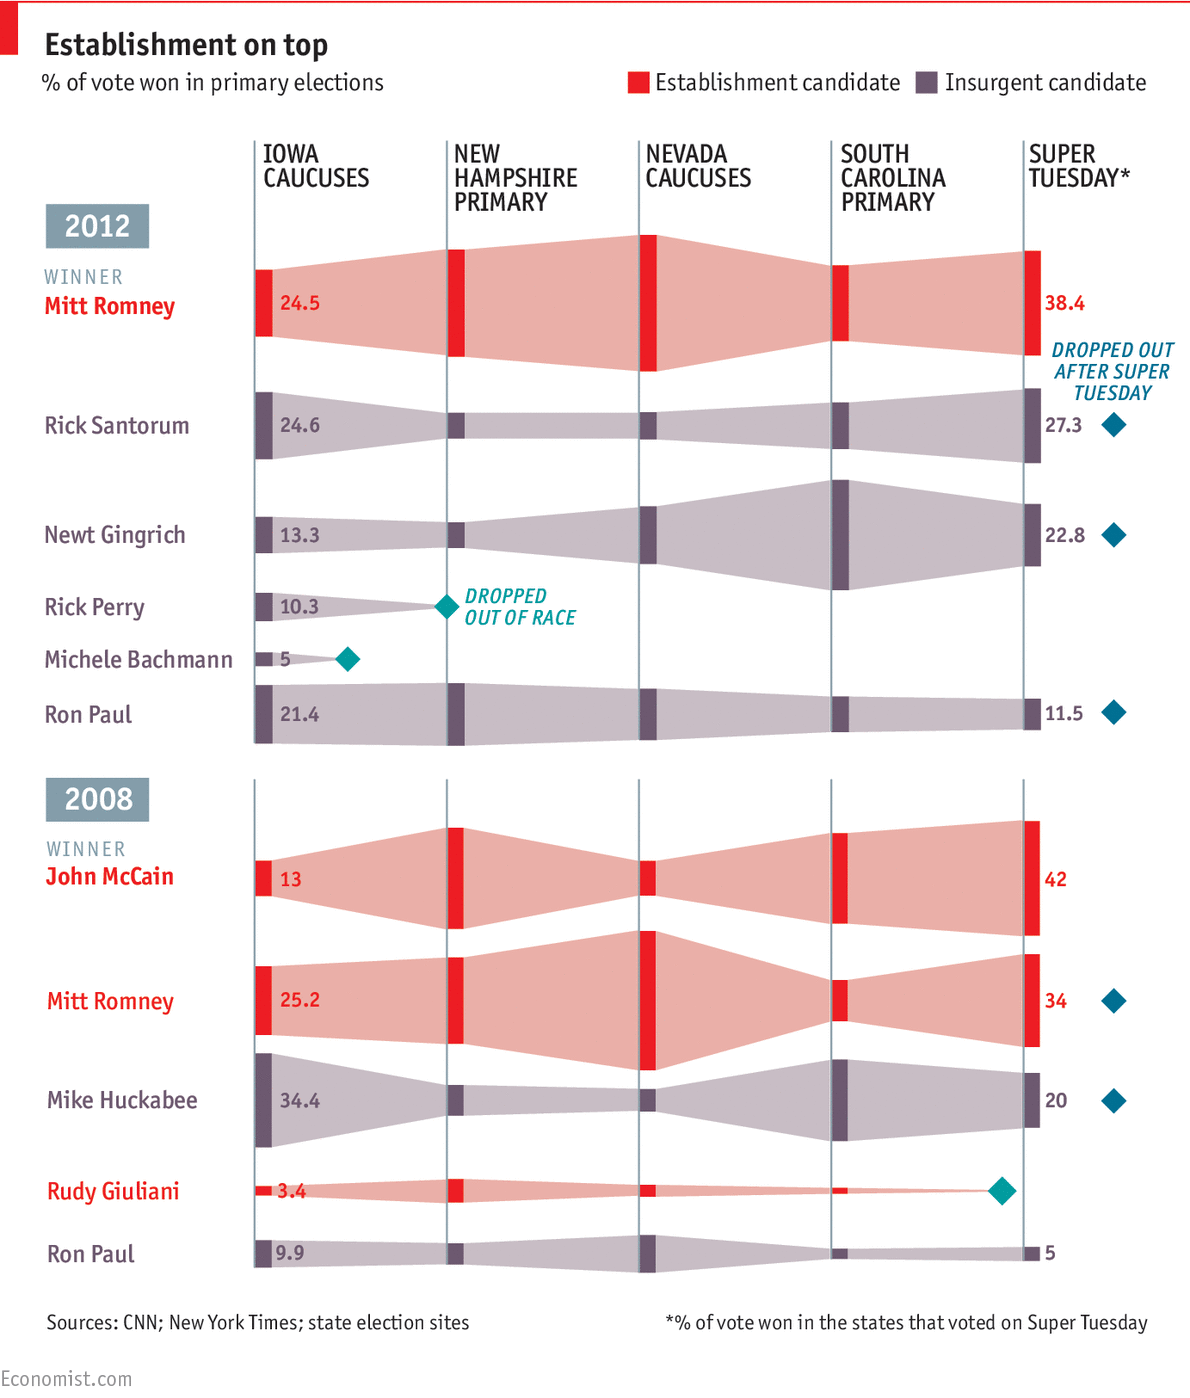 Establishment on top
% of vote won in primary elections
Establishment candidate
Insurgent candidate
IOWA
CAUCUSES
NEW
HAMPSHIRE
PRIMARY
NEVADA
CAUCUSES
SOUTH
CAROLINA
PRIMARY
SUPER
TUESDAY*
2012
WINNER
Mitt Romney
24.5
38.4
DROPPED OUT
AFTER SUPER
TUESDAY
Rick Santorum
24.6
27.3
Newt Gingrich
13.3
22.8
Rick Perry
10.3
DROPPED
OUT OF RACE
Michele Bachmann
5
Ron Paul
21.4
11.5
2008
WINNER
John McCain
13
42
Mitt Romney
25.2
34
Mike Huckabee
34.4
20
Rudy Giuliani
3.4
Ron Paul
9.9
5
Sources: CNN; New York Times; state election sites
*% of vote won in the states that voted on Super Tuesday
Economist.com